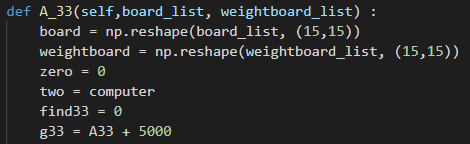 def A_33(self,board_list, weightboard_list) :
board = np.reshape(board_list, (15,15))
weightboard = np.reshape(weightboard_list, (15,15))
zero = 0
two = computer
find33 = 0
g33 = A33 + 5000